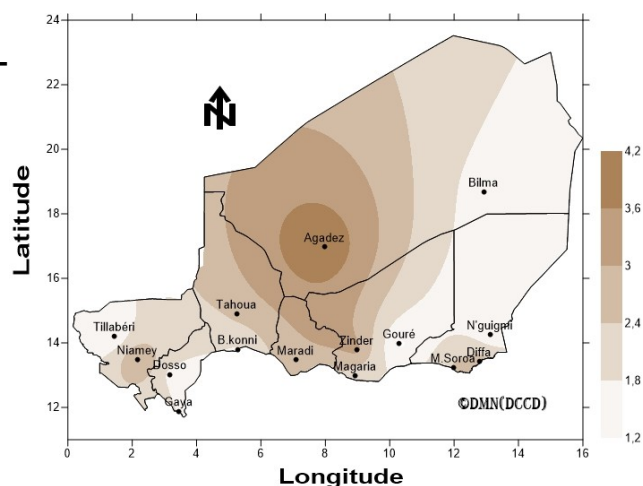 24
22
20
18
16
14
12
Latitude
N
Bilma
Agadez
Tahoua
Tillabéri
N'guigmi
B.konni
Zinder
Gouré
Niamey
Maradi
Diffa
Dosso
M.Soroa
Magaria
Gaya
©DMN(DCCD)
0 2 4 6 8 10 12 14 16
Longitude
4,2
3,6
3
2,4
1,8
1,2